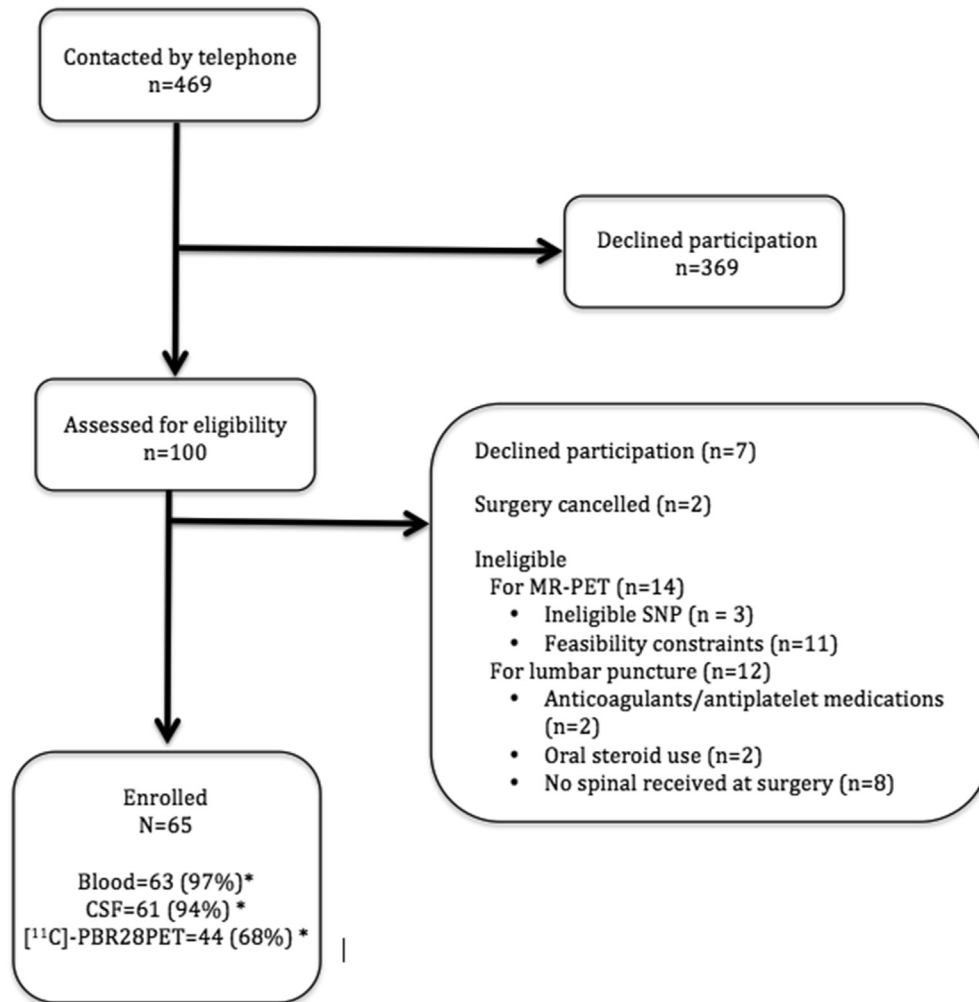 Contacted by telephone
n=469
Declined participation
n=369
Assessed for eligibility
n=100
Declined participation (n=7)
Surgery cancelled (n=2)
Ineligible
For MR-PET (n=14)
• Ineligible SNP (n = 3)
• Feasibility constraints (n=11)
For lumbar puncture (n=12)
• Anticoagulants/antiplatelet medications
(n=2)
• Oral steroid use (n=2)
• No spinal received at surgery (n=8)
Enrolled
N=65
Blood=63 (97%)*
CSF=61 (94%) *
[¹¹C]-PBR28PET=44 (68%) *